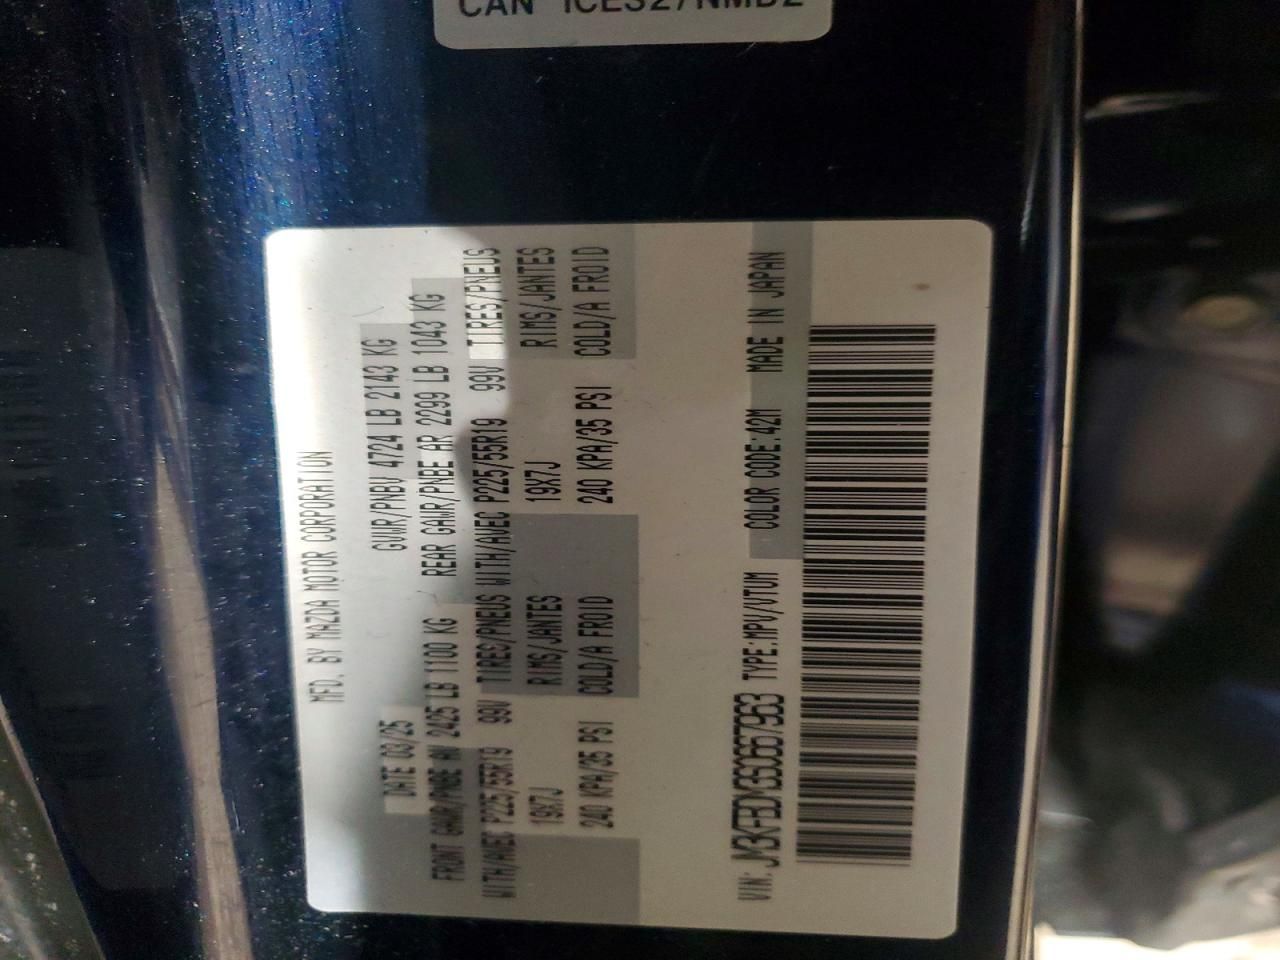 CAN ICES27NMB2
MFD. BY MAZDA MOTOR CORPORATION
DATE 03/25 GVWR/PNBV 4724 LB 2143 KG
FRONT GAWR/PNBE AV 2425 LB 1100 KG REAR GAWR/PNBE AR 2299 LB 1043 KG
WITH/AVEC P225/55R19 99V TIRES/PNEUS WITH/AVEC P225/55R19 99V TIRES/PNEUS
19X7J RIMS/JANTES 19X7J RIMS/JANTES
240 KPA/35 PSI COLD/A FROID 240 KPA/35 PSI COLD/A FROID
VIN: TYPE:MPV/VTUM COLOR CODE:42M MADE IN JAPAN